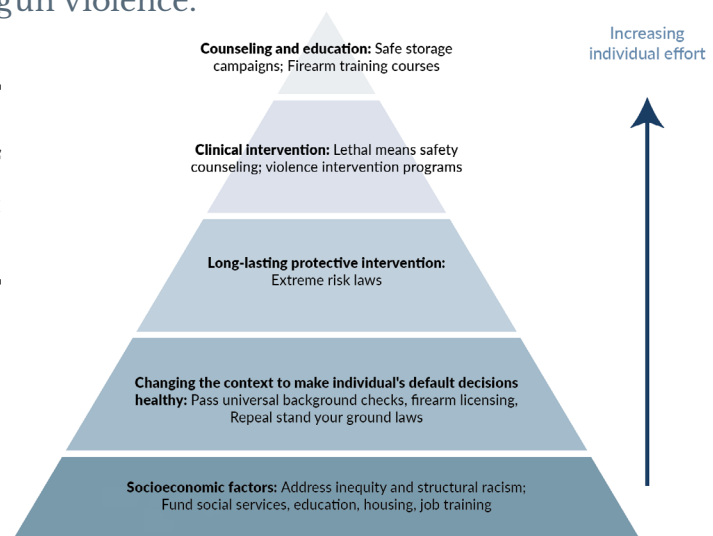 gun violence.
Increasing
individual effort
Counseling and education: Safe storage
campaigns; Firearm training courses
Clinical intervention: Lethal means safety
counseling; violence intervention programs
Long-lasting protective intervention:
Extreme risk laws
Changing the context to make individual's default decisions
healthy: Pass universal background checks, firearm licensing,
Repeal stand your ground laws
Socioeconomic factors: Address inequity and structural racism;
Fund social services, education, housing, job training